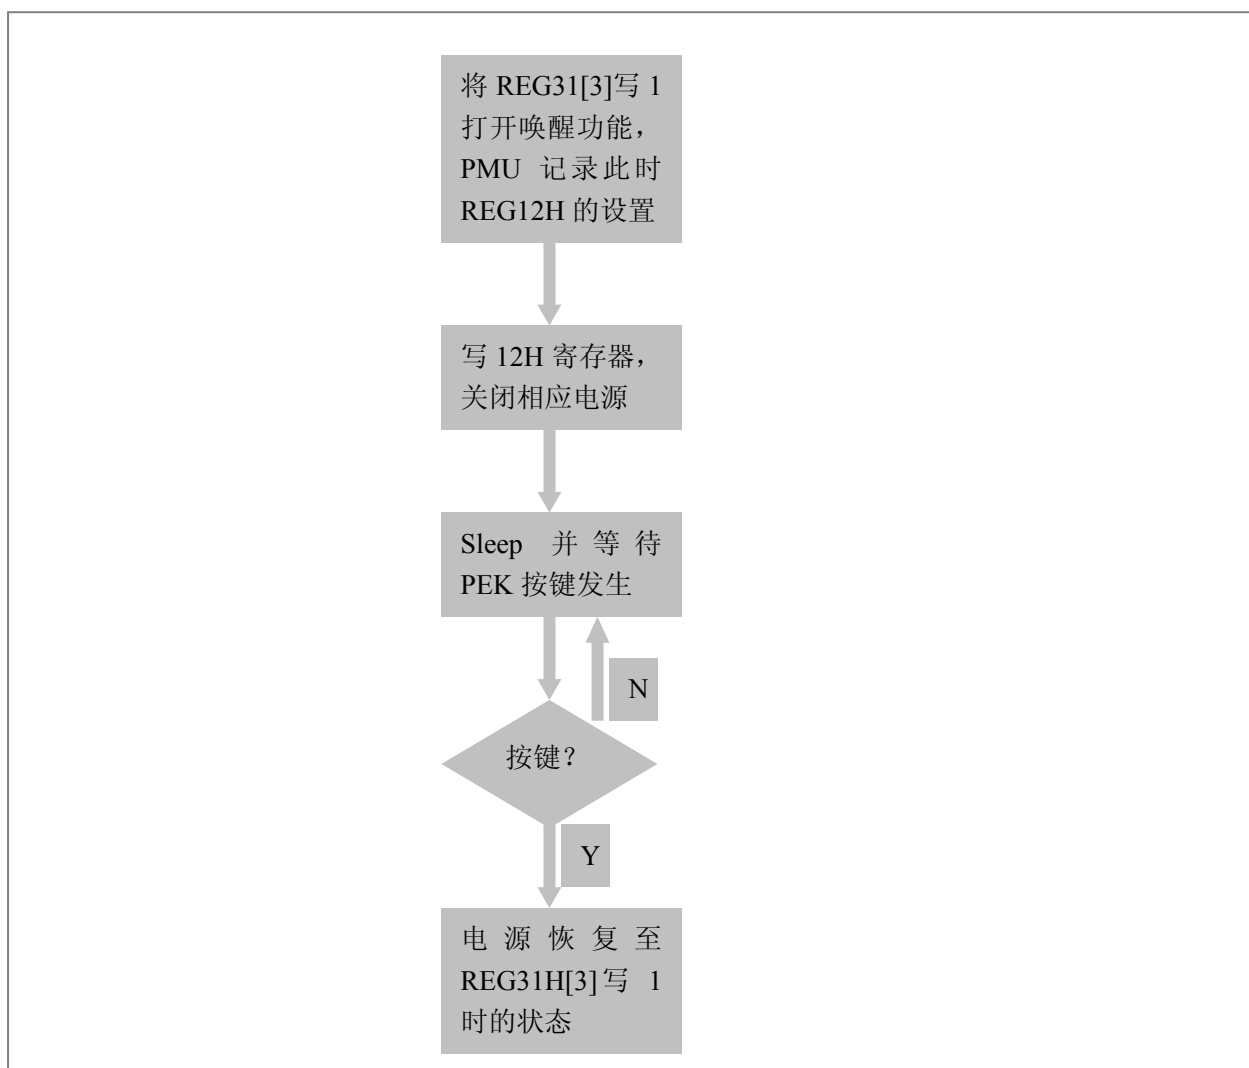 将 REG31[3]写 1
打开唤醒功能，
PMU 记录此时
REG12H 的设置
写 12H 寄存器，
关闭相应电源
Sleep 并等待
PEK 按键发生
N
按键？
Y
电源恢复至
REG31H[3]写 1
时的状态